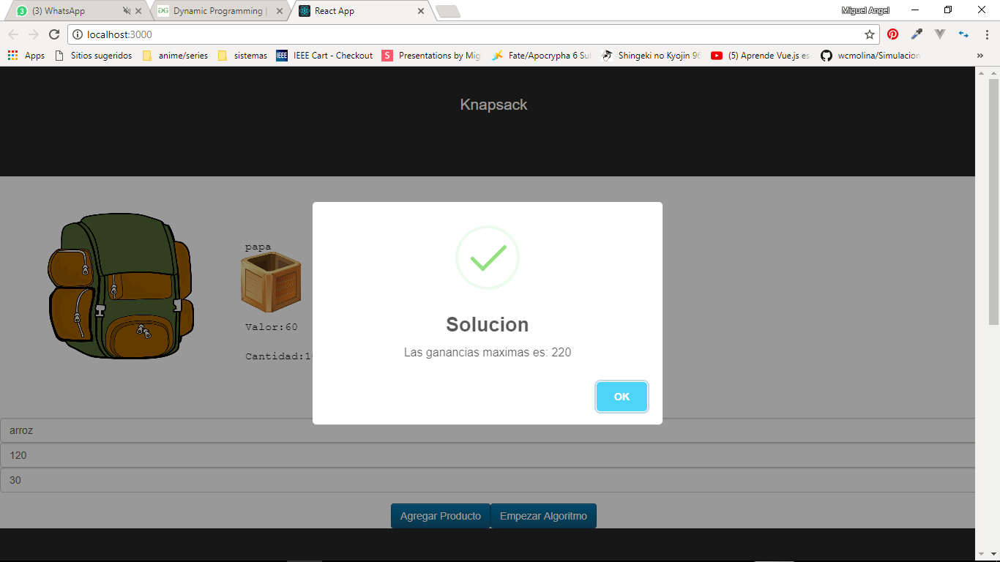 (3) WhatsApp
Dynamic Programming |
React App
Miguel Angel
localhost:3000
Apps
Sitios sugeridos
anime/series
sistemas
IEEE
IEEE Cart - Checkout
S
Presentations by Mig
Fate/Apocrypha 6 Sul
Shingeki no Kyojin 96
(5) Aprende Vue.js es
wcmolina/Simulacion
»
Knapsack
papa
Valor:60
Cantidad:10
Solucion
Las ganancias maximas es: 220
OK
arroz
120
30
Agregar Producto
Empezar Algoritmo